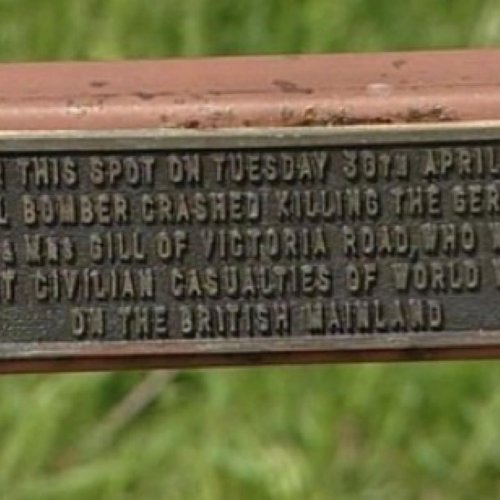 THIS SPOT ON TUESDAY 30TH APRIL
BOMBER CRASHED KILLING THE GER
& MRS GILL OF VICTORIA ROAD, WHO
T CIVILIAN CASUALTIES OF WORLD
ON THE BRITISH MAINLAND